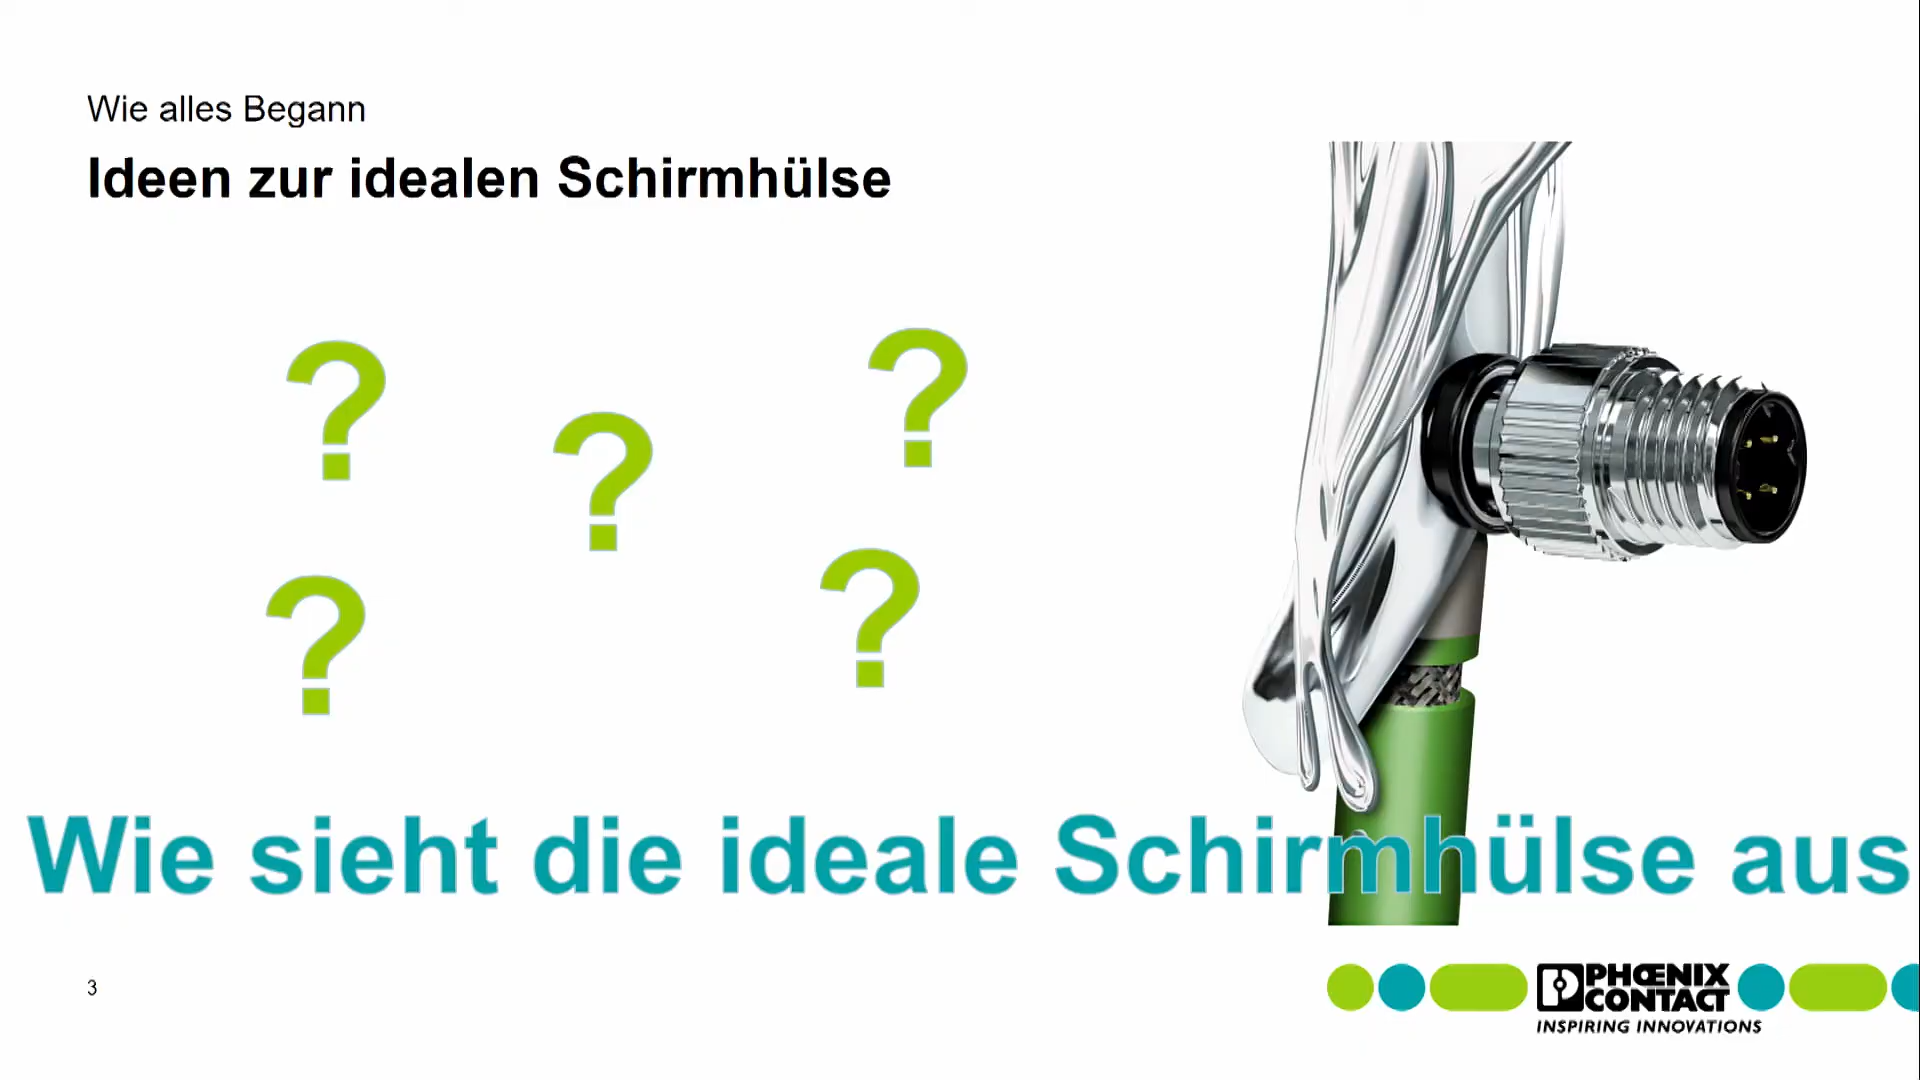 Wie alles Begann
Ideen zur idealen Schirmhülse
? ? ?
? ?
Wie sieht die ideale Schirmhülse aus
3
PHŒNIX
CONTACT
INSPIRING INNOVATIONS